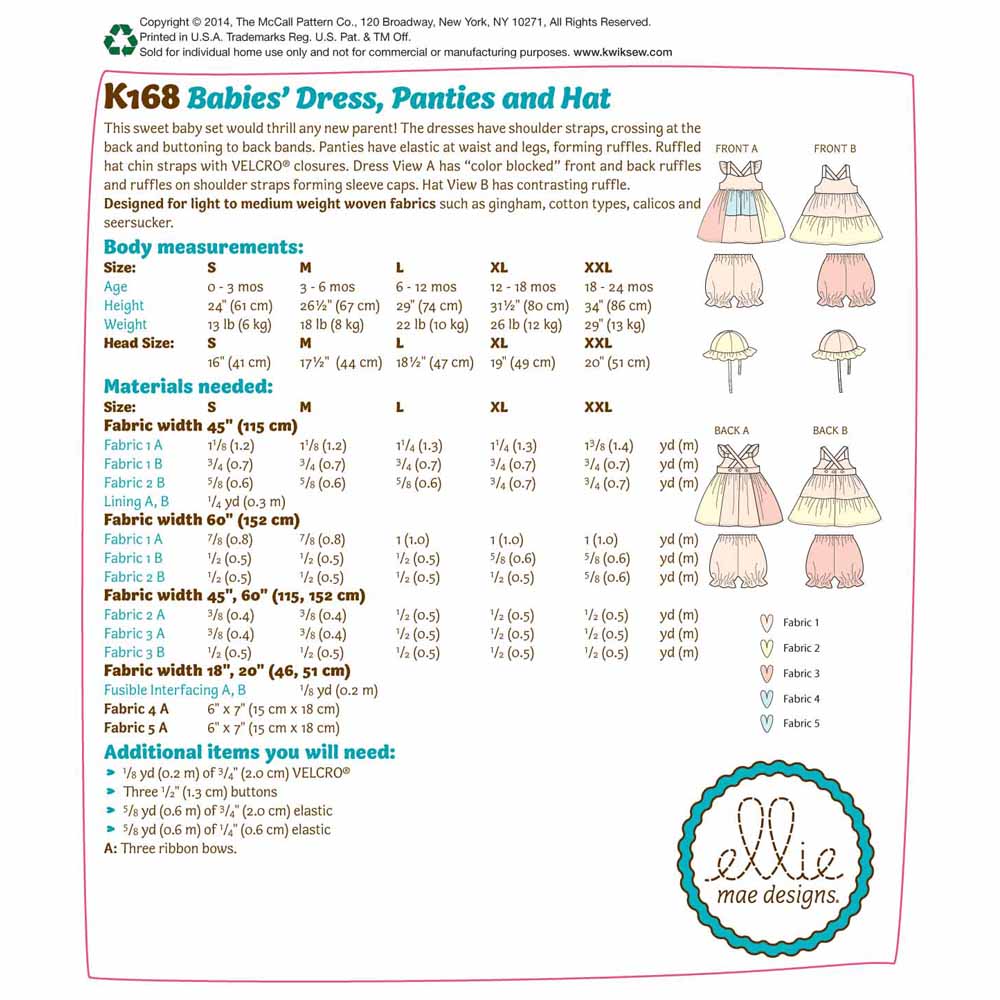 Copyright © 2014, The McCall Pattern Co., 120 Broadway, New York, NY 10271, All Rights Reserved.
Printed in U.S.A. Trademarks Reg. U.S. Pat. & TM Off.
Sold for individual home use only and not for commercial or manufacturing purposes. www.kwiksew.com
K168 Babies' Dress, Panties and Hat
This sweet baby set would thrill any new parent! The dresses have shoulder straps, crossing at the
back and buttoning to back bands. Panties have elastic at waist and legs, forming ruffles. Ruffled
hat chin straps with VELCRO® closures. Dress View A has “color blocked” front and back ruffles
and ruffles on shoulder straps forming sleeve caps. Hat View B has contrasting ruffle.
Designed for light to medium weight woven fabrics such as gingham, cotton types, calicos and
seersucker.
Body measurements:
Size: S M L XL XXL
Age 0 - 3 mos 3 - 6 mos 6 - 12 mos 12 - 18 mos 18 - 24 mos
Height 24" (61 cm) 26½" (67 cm) 29" (74 cm) 31½" (80 cm) 34" (86 cm)
Weight 13 lb (6 kg) 18 lb (8 kg) 22 lb (10 kg) 26 lb (12 kg) 29" (13 kg)
Head Size: S M L XL XXL
16" (41 cm) 17½" (44 cm) 18½" (47 cm) 19" (49 cm) 20" (51 cm)
Materials needed:
Size: S M L XL XXL
Fabric width 45" (115 cm)
Fabric 1 A 1 1/8 (1.2) 1 1/8 (1.2) 1 1/4 (1.3) 1 1/4 (1.3) 1 3/8 (1.4) yd (m)
Fabric 1 B 3/4 (0.7) 3/4 (0.7) 3/4 (0.7) 3/4 (0.7) 3/4 (0.7) yd (m)
Fabric 2 B 5/8 (0.6) 5/8 (0.6) 5/8 (0.6) 3/4 (0.7) 3/4 (0.7) yd (m)
Lining A, B 1/4 yd (0.3 m)
Fabric width 60" (152 cm)
Fabric 1 A 7/8 (0.8) 7/8 (0.8) 1 (1.0) 1 (1.0) 1 (1.0) yd (m)
Fabric 1 B 1/2 (0.5) 1/2 (0.5) 1/2 (0.5) 5/8 (0.6) 5/8 (0.6) yd (m)
Fabric 2 B 1/2 (0.5) 1/2 (0.5) 1/2 (0.5) 1/2 (0.5) 5/8 (0.6) yd (m)
Fabric width 45", 60" (115, 152 cm)
Fabric 2 A 3/8 (0.4) 3/8 (0.4) 1/2 (0.5) 1/2 (0.5) 1/2 (0.5) yd (m)
Fabric 3 A 3/8 (0.4) 3/8 (0.4) 1/2 (0.5) 1/2 (0.5) 1/2 (0.5) yd (m)
Fabric 3 B 1/2 (0.5) 1/2 (0.5) 1/2 (0.5) 1/2 (0.5) 1/2 (0.5) yd (m)
Fabric width 18", 20" (46, 51 cm)
Fusible Interfacing A, B 1/8 yd (0.2 m)
Fabric 4 A 6" x 7" (15 cm x 18 cm)
Fabric 5 A 6" x 7" (15 cm x 18 cm)
Additional items you will need:
1/8 yd (0.2 m) of 3/4" (2.0 cm) VELCRO®
Three 1/2" (1.3 cm) buttons
5/8 yd (0.6 m) of 3/4" (2.0 cm) elastic
5/8 yd (0.6 m) of 1/4" (0.6 cm) elastic
A: Three ribbon bows.
FRONT A FRONT B
BACK A BACK B
Fabric 1
Fabric 2
Fabric 3
Fabric 4
Fabric 5
ellie
mae designs.